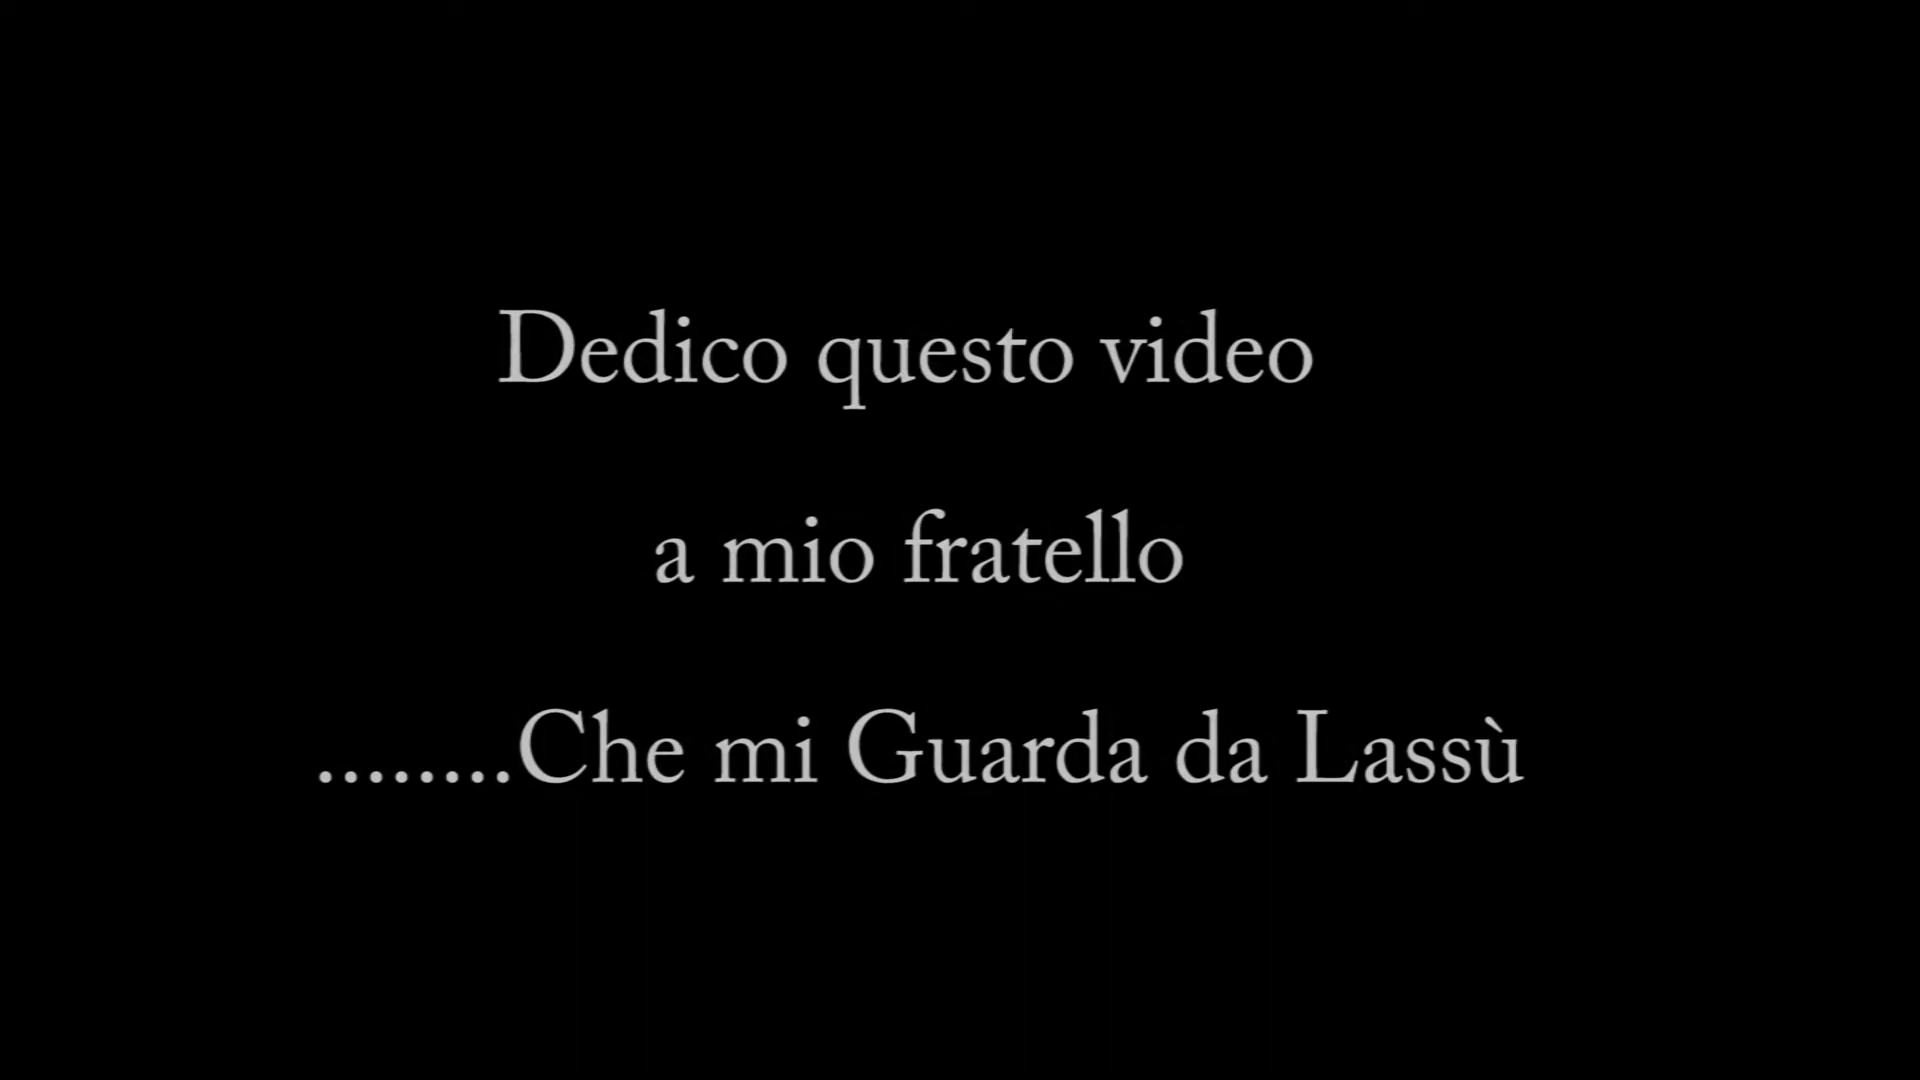 Dedico questo video
a mio fratello
........Che mi Guarda da Lassù